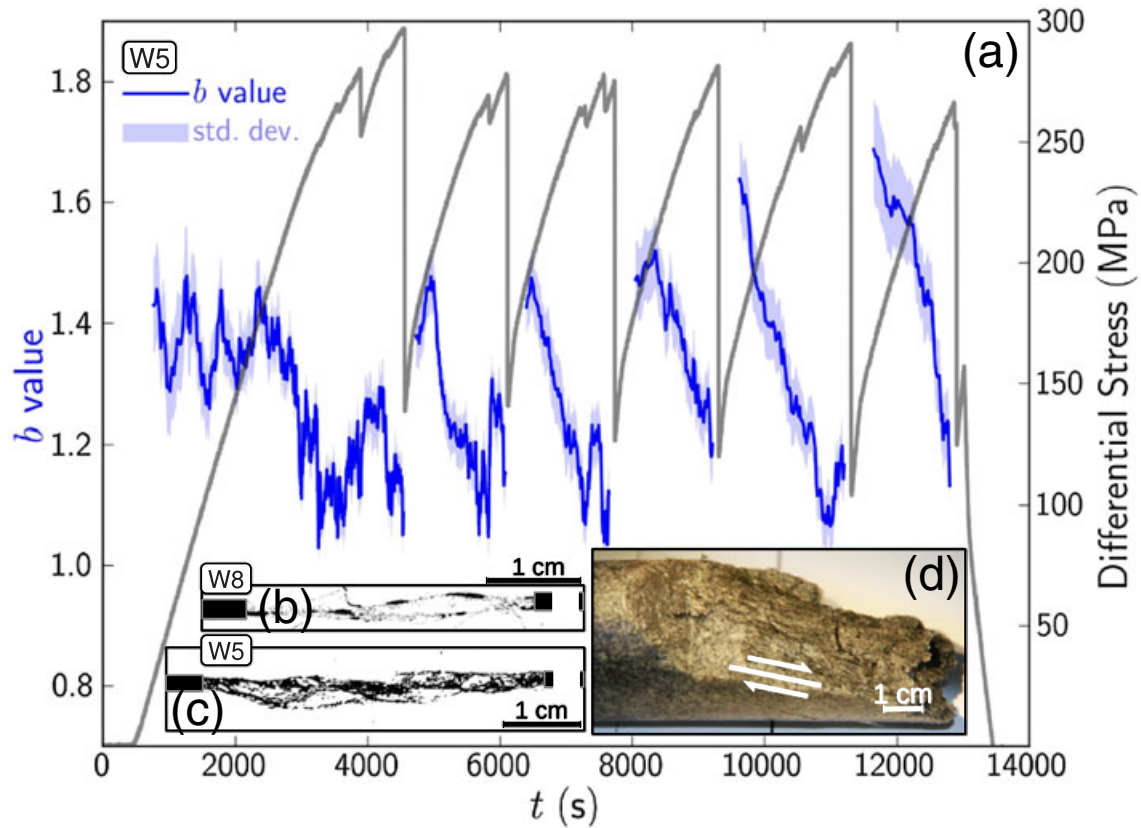 (a)
W5
b value
std. dev.
b value
1.8
1.6
1.4
1.2
1.0
0.8
300
250
200
150
100
50
Differential Stress (MPa)
W8
(b)
1 cm
W5
(c)
1 cm
(d)
1 cm
0
2000
4000
6000
8000
10000
12000
14000
t (s)